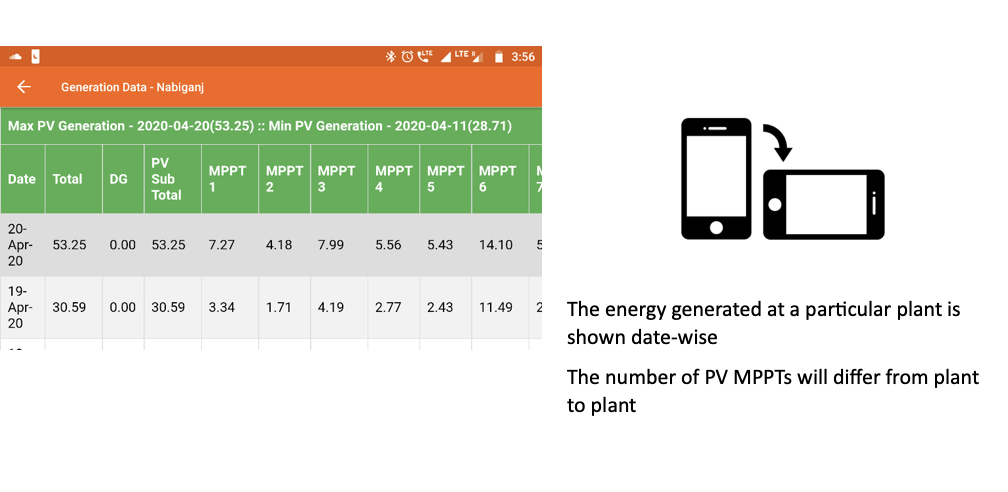 LTE LTE R 3:56
Generation Data - Nabiganj
Max PV Generation - 2020-04-20(53.25) :: Min PV Generation - 2020-04-11(28.71)
Date Total DG PV Sub Total MPPT 1 MPPT 2 MPPT 3 MPPT 4 MPPT 5 MPPT 6
20-Apr-20 53.25 0.00 53.25 7.27 4.18 7.99 5.56 5.43 14.10
19-Apr-20 30.59 0.00 30.59 3.34 1.71 4.19 2.77 2.43 11.49
The energy generated at a particular plant is
shown date-wise
The number of PV MPPTs will differ from plant
to plant